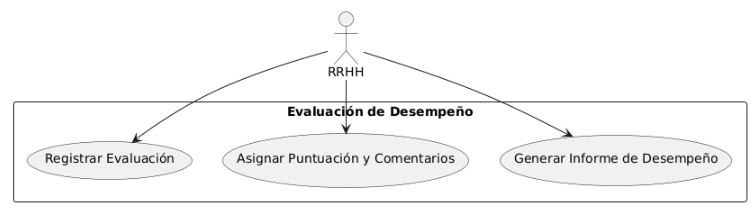 RRHH
Evaluación de Desempeño
Registrar Evaluación
Asignar Puntuación y Comentarios
Generar Informe de Desempeño